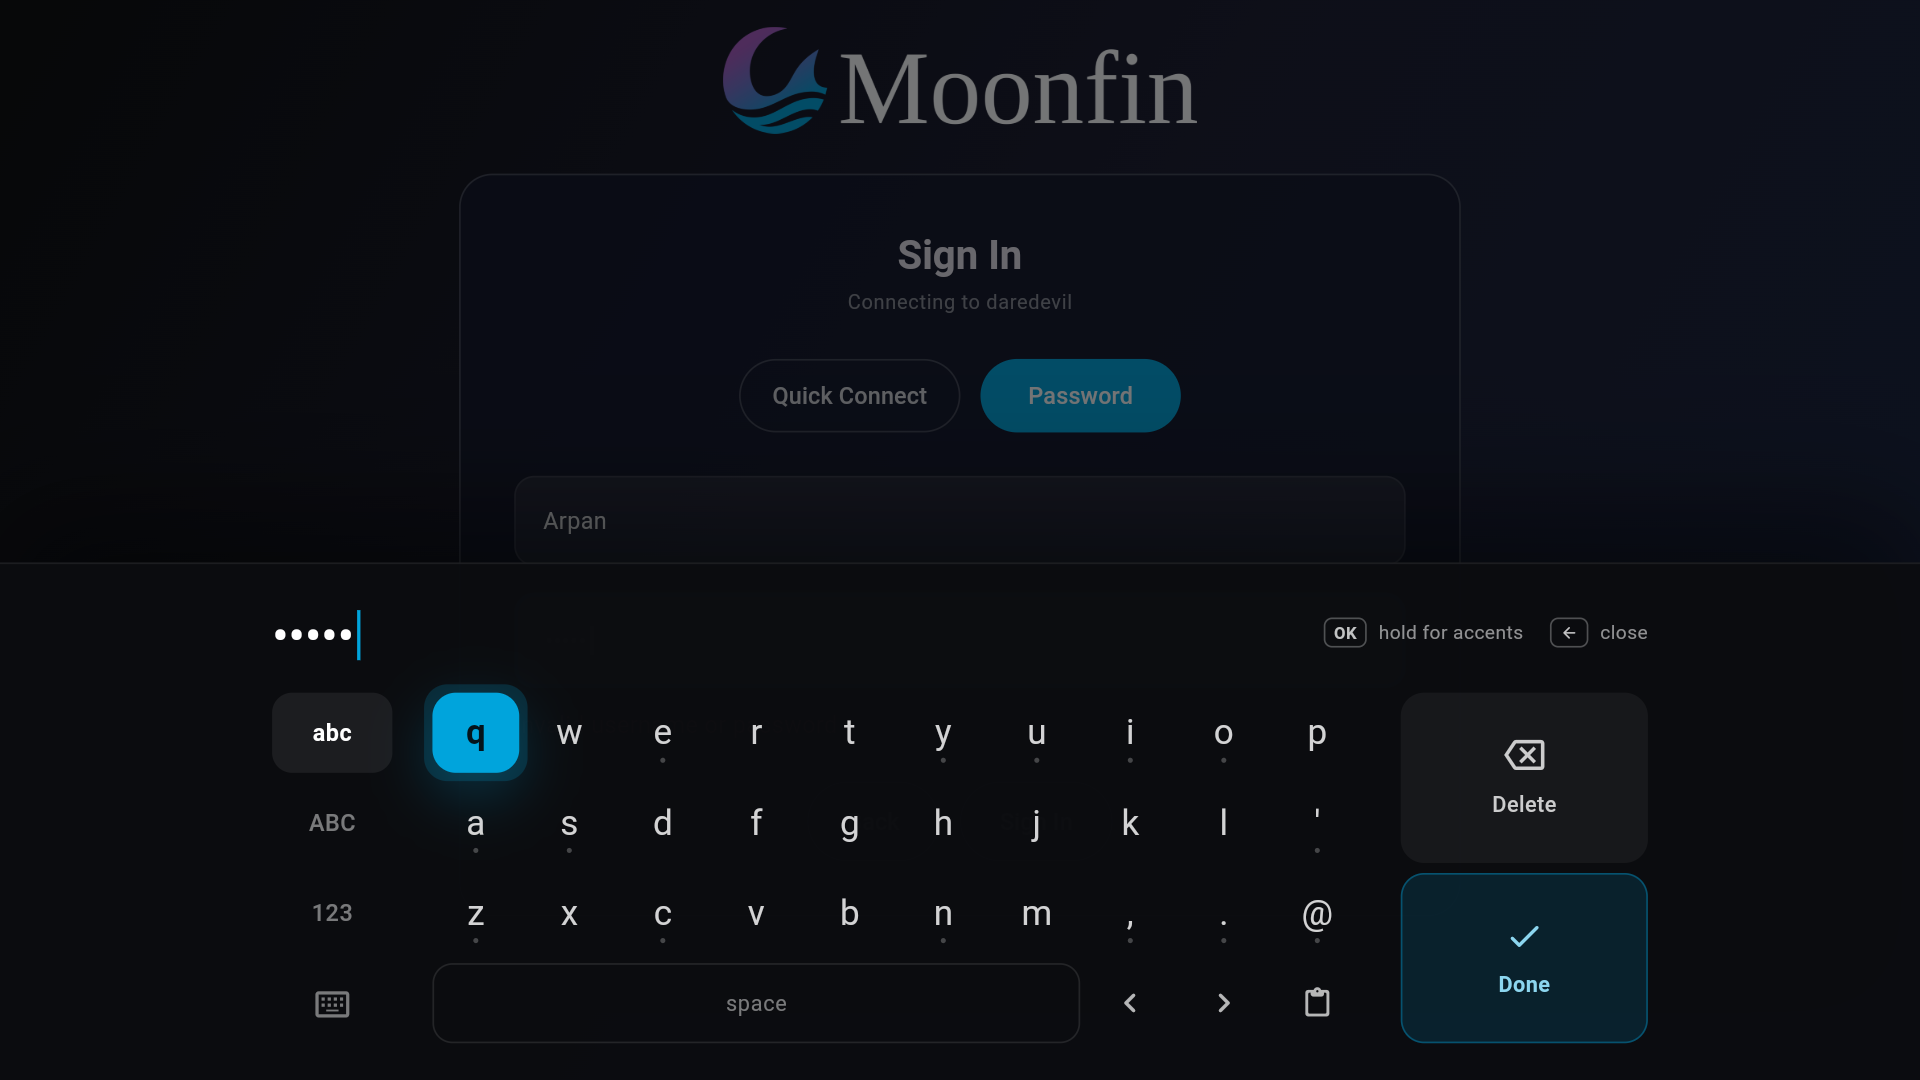 Moonfin
Sign In
Connecting to daredevil
Quick Connect Password
Arpan
•••••
OK hold for accents ← close
abc q w e r t y u i o p
Delete
ABC a s d f g h j k l '
123 z x c v b n m , . @
Done
space